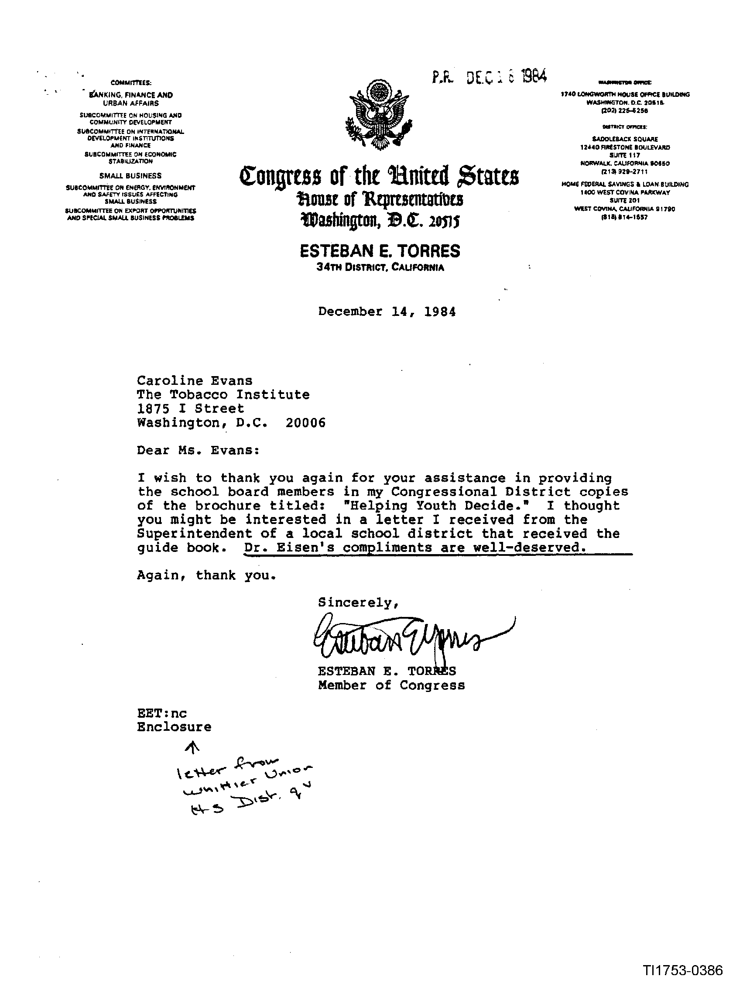 P.R. DEC 1 8 1984
COMMITTEES:
BANKING, FINANCE AND
URBAN AFFAIRS
SUBCOMMITTEE ON HOUSING AND
COMMUNITY DEVELOPMENT
SUBCOMMITTEE ON INTERNATIONAL
DEVELOPMENT INSTITUTIONS
AND FINANCE
SUBCOMMITTEE ON ECONOMIC
STABILIZATION
SMALL BUSINESS
SUBCOMMITTEE ON ENERGY, ENVIRONMENT
AND SAFETY ISSUES AFFECTING
SMALL BUSINESS
SUBCOMMITTEE ON EXPORT OPPORTUNITIES
AND SPECIAL SMALL BUSINESS PROBLEMS
WASHINGTON OFFICE:
1740 LONGWORTH HOUSE OFFICE BUILDING
WASHINGTON, D.C. 20515
(202) 225-5256
DISTRICT OFFICES:
SADDLEBACK SQUARE
12440 FIRESTONE BOULEVARD
SUITE 117
NORWALK, CALIFORNIA 90650
(213) 929-2711
HOME FEDERAL SAVINGS & LOAN BUILDING
1400 WEST COVINA PARKWAY
SUITE 201
WEST COVINA, CALIFORNIA 91790
(818) 814-1557
Congress of the United States
House of Representatives
Washington, D.C. 20515
ESTEBAN E. TORRES
34TH DISTRICT, CALIFORNIA
December 14, 1984
Caroline Evans
The Tobacco Institute
1875 I Street
Washington, D.C. 20006
Dear Ms. Evans:
I wish to thank you again for your assistance in providing
the school board members in my Congressional District copies
of the brochure titled: "Helping Youth Decide." I thought
you might be interested in a letter I received from the
Superintendent of a local school district that received the
guide book. Dr. Eisen's compliments are well-deserved.
Again, thank you.
Sincerely,
Esteban E Torres
ESTEBAN E. TORRES
Member of Congress
EET:nc
Enclosure
letter from
Whittier Union
HS Dist.
TI1753-0386